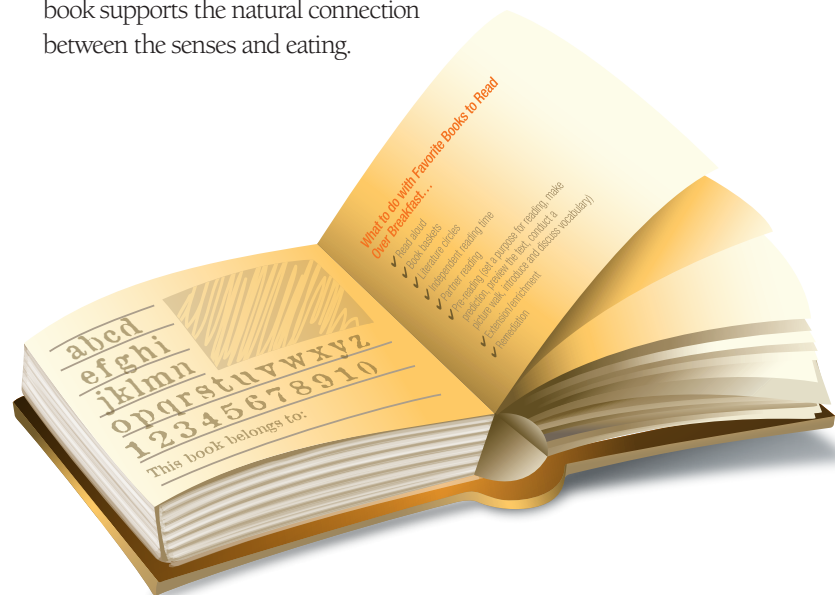 book supports the natural connection
between the senses and eating.
abcd
efghi
jklmn
opqrstuvwxyz
12345678910
This book belongs to:
What to do with Favorite Books to Read
Over Breakfast…
✓ Read aloud
✓ Book baskets
✓ Literature circles
✓ Independent reading time
✓ Partner reading
✓ Pre-reading (set a purpose for reading, make
prediction, preview the text, conduct a
picture walk, introduce and discuss vocabulary)
✓ Extension/enrichment
✓ Remediation